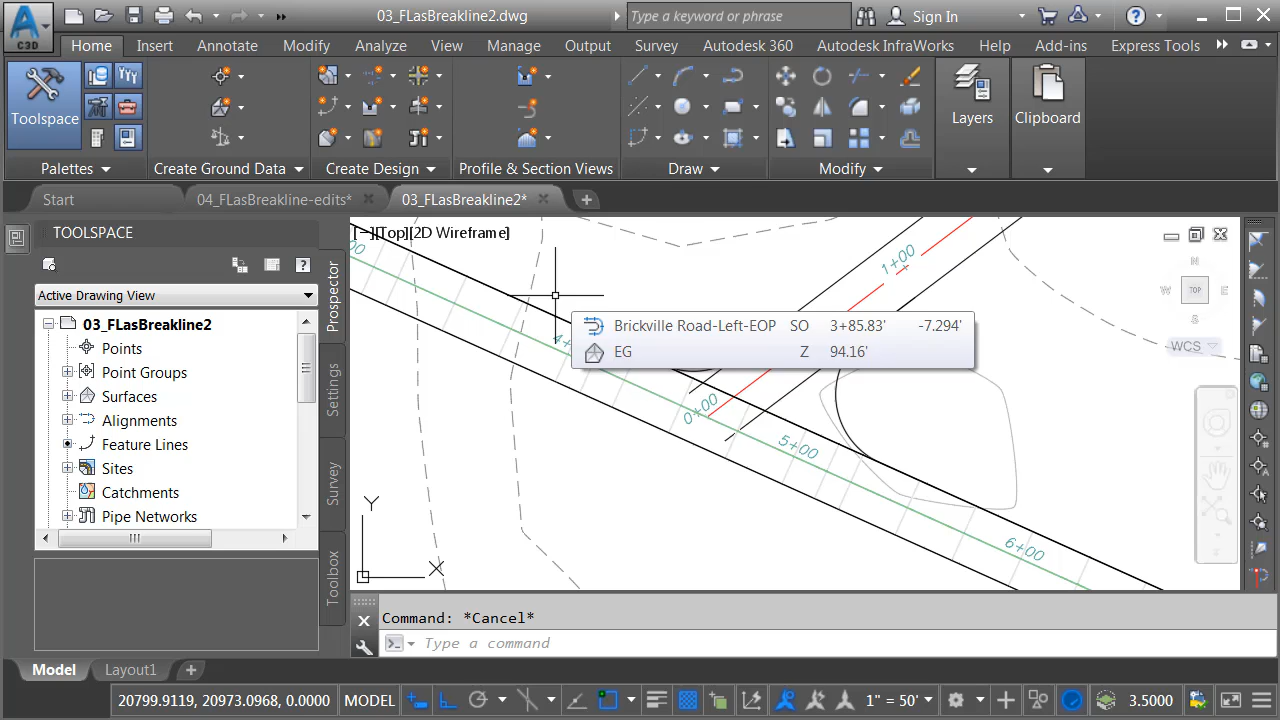 C3D
03_FLasBreakline2.dwg
Type a keyword or phrase
Sign In
Home Insert Annotate Modify Analyze View Manage Output Survey Autodesk 360 Autodesk InfraWorks Help Add-ins Express Tools
Toolspace
Layers
Clipboard
Palettes Create Ground Data Create Design Profile & Section Views Draw Modify
Start 04_FLasBreakline-edits* 03_FLasBreakline2*
TOOLSPACE
[−][Top][2D Wireframe]
Active Drawing View
03_FLasBreakline2
Points
Point Groups
Surfaces
Alignments
Feature Lines
Sites
Catchments
Pipe Networks
Prospector
Settings
Survey
Toolbox
1+00
Brickville Road-Left-EOP SO 3+85.83' -7.294'
EG Z 94.16'
0+00
5+00
6+00
N
W TOP E
S
WCS
Y
X
Command: *Cancel*
Type a command
Model Layout1
20799.9119, 20973.0968, 0.0000 MODEL 1" = 50' 3.5000